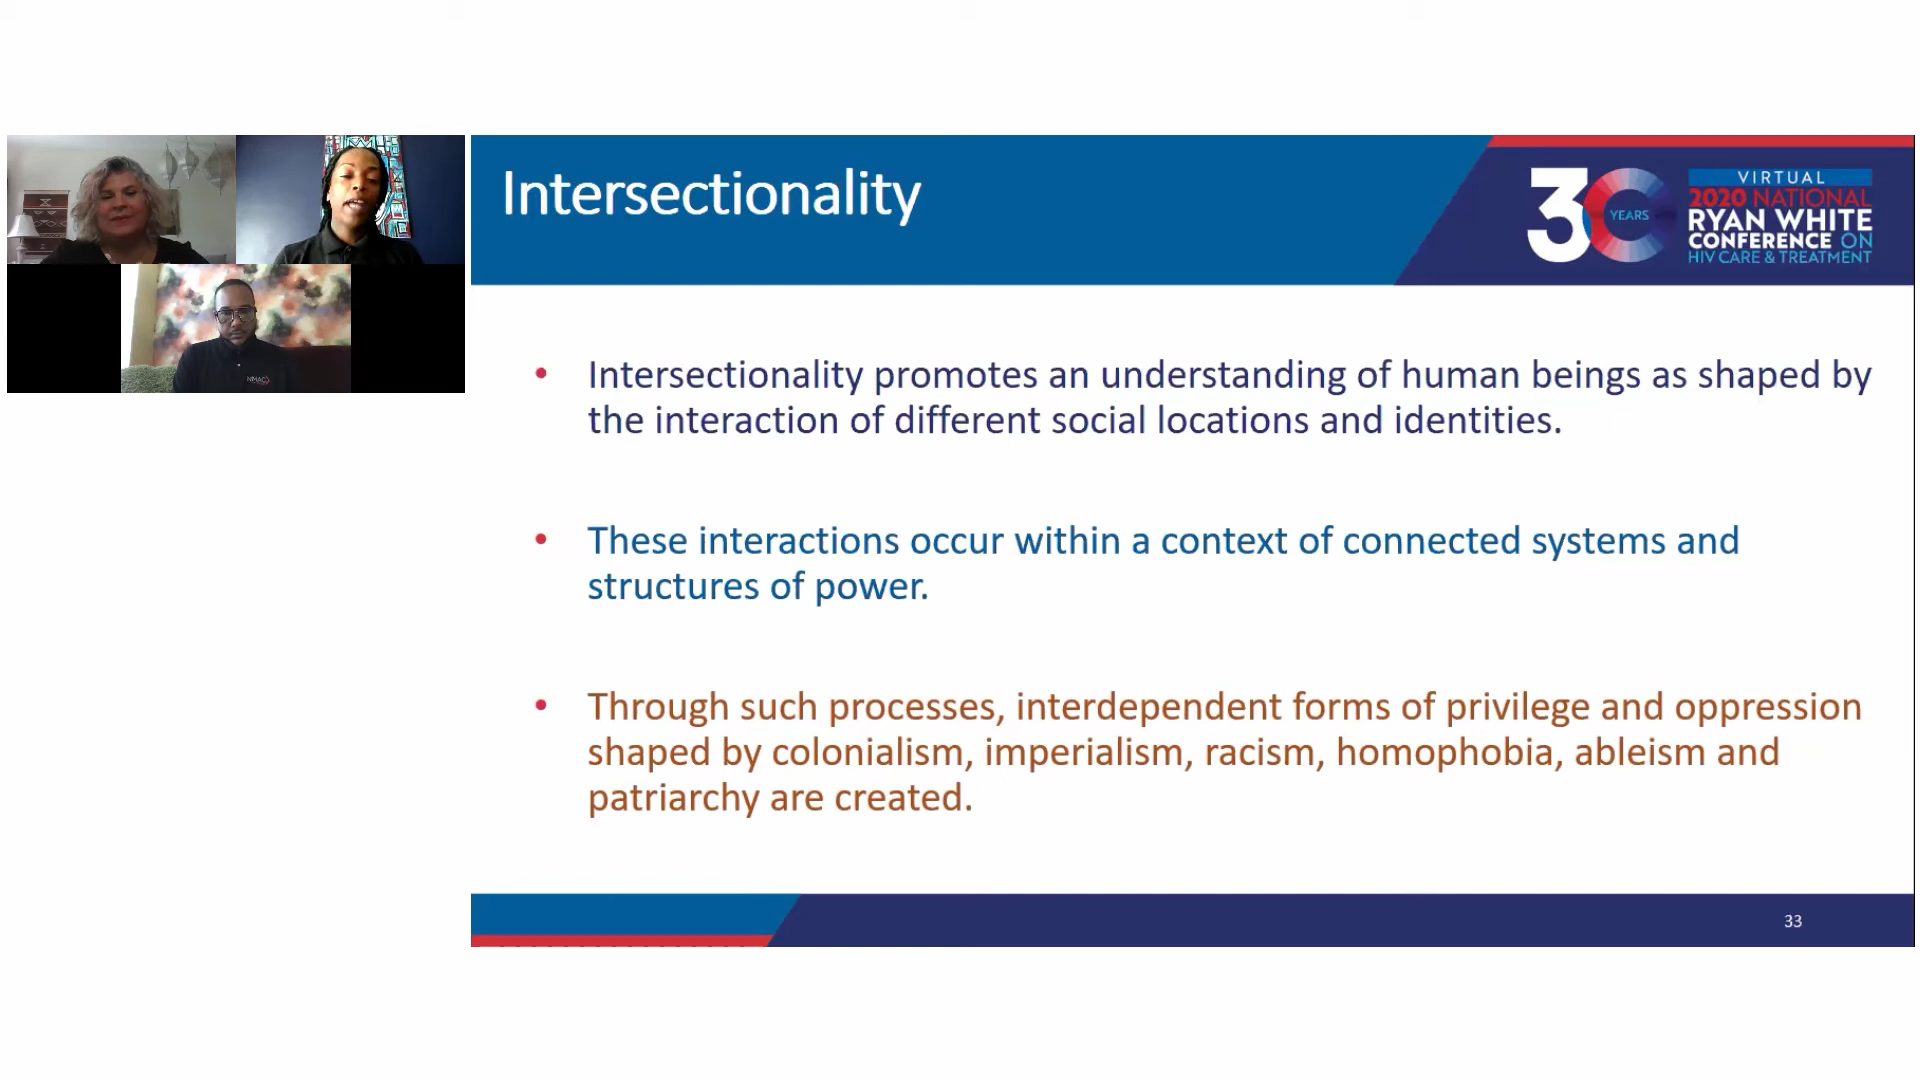 Intersectionality
30
YEARS
VIRTUAL
2020 NATIONAL
RYAN WHITE
CONFERENCE ON
HIV CARE & TREATMENT
• Intersectionality promotes an understanding of human beings as shaped by
the interaction of different social locations and identities.
• These interactions occur within a context of connected systems and
structures of power.
• Through such processes, interdependent forms of privilege and oppression
shaped by colonialism, imperialism, racism, homophobia, ableism and
patriarchy are created.
NMAC
33